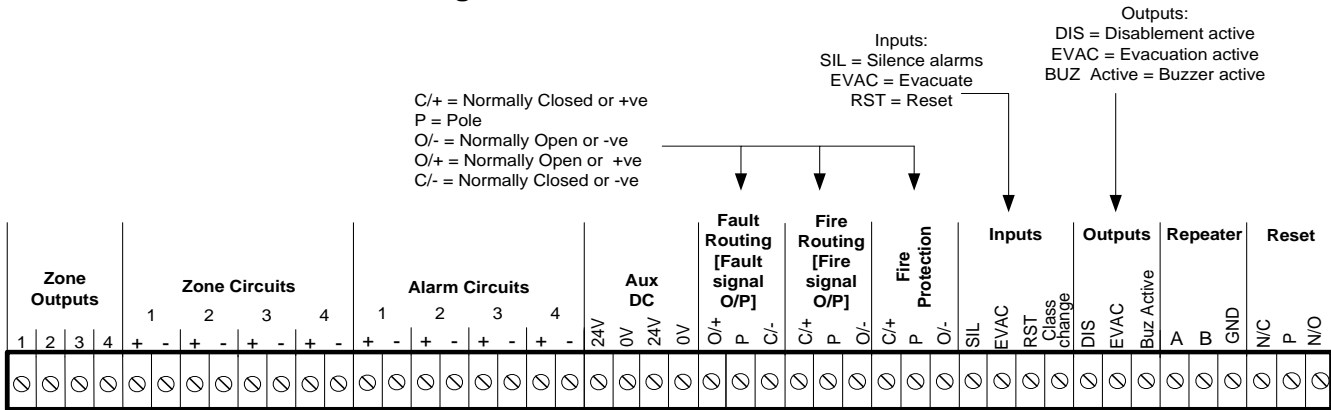 g
Outputs:
DIS = Disablement active
EVAC = Evacuation active
BUZ Active = Buzzer active
Inputs:
SIL = Silence alarms
EVAC = Evacuate
RST = Reset
C/+ = Normally Closed or +ve
P = Pole
O/- = Normally Open or -ve
O/+ = Normally Open or +ve
C/- = Normally Closed or -ve
Zone
Outputs
1 2 3 4
Zone Circuits
1 2 3 4
+ - + - + - + -
Alarm Circuits
1 2 3 4
+ - + - + - + -
Aux
DC
24V
0V
24V
0V
Fault
Routing
[Fault
signal
O/P]
O/+
P
C/-
Fire
Routing
[Fire
signal
O/P]
C/+
P
O/-
Fire
Protection
C/+
P
O/-
Inputs
SIL
EVAC
RST
Class
change
Outputs
DIS
EVAC
Buz Active
Repeater
A B
GND
Reset
N/C
P
N/O